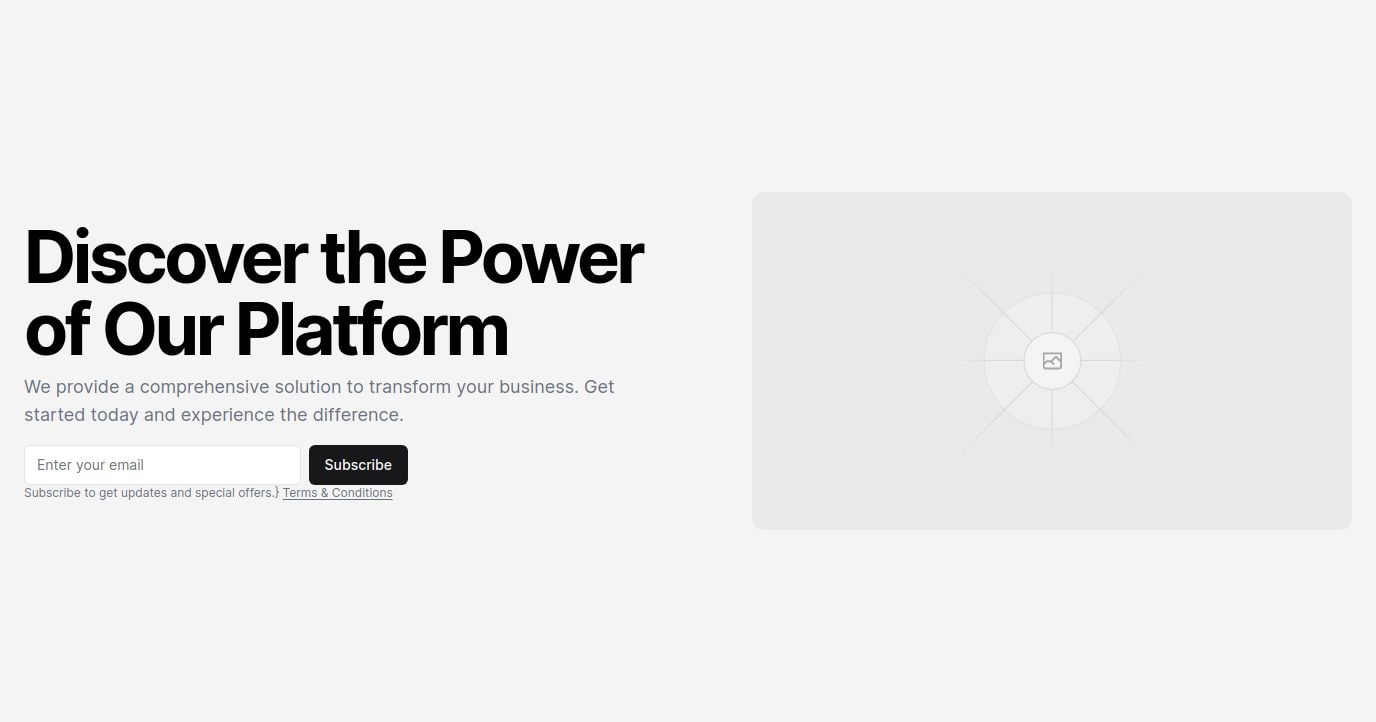 Discover the Power
of Our Platform
We provide a comprehensive solution to transform your business. Get
started today and experience the difference.
Enter your email
Subscribe
Subscribe to get updates and special offers.} Terms & Conditions